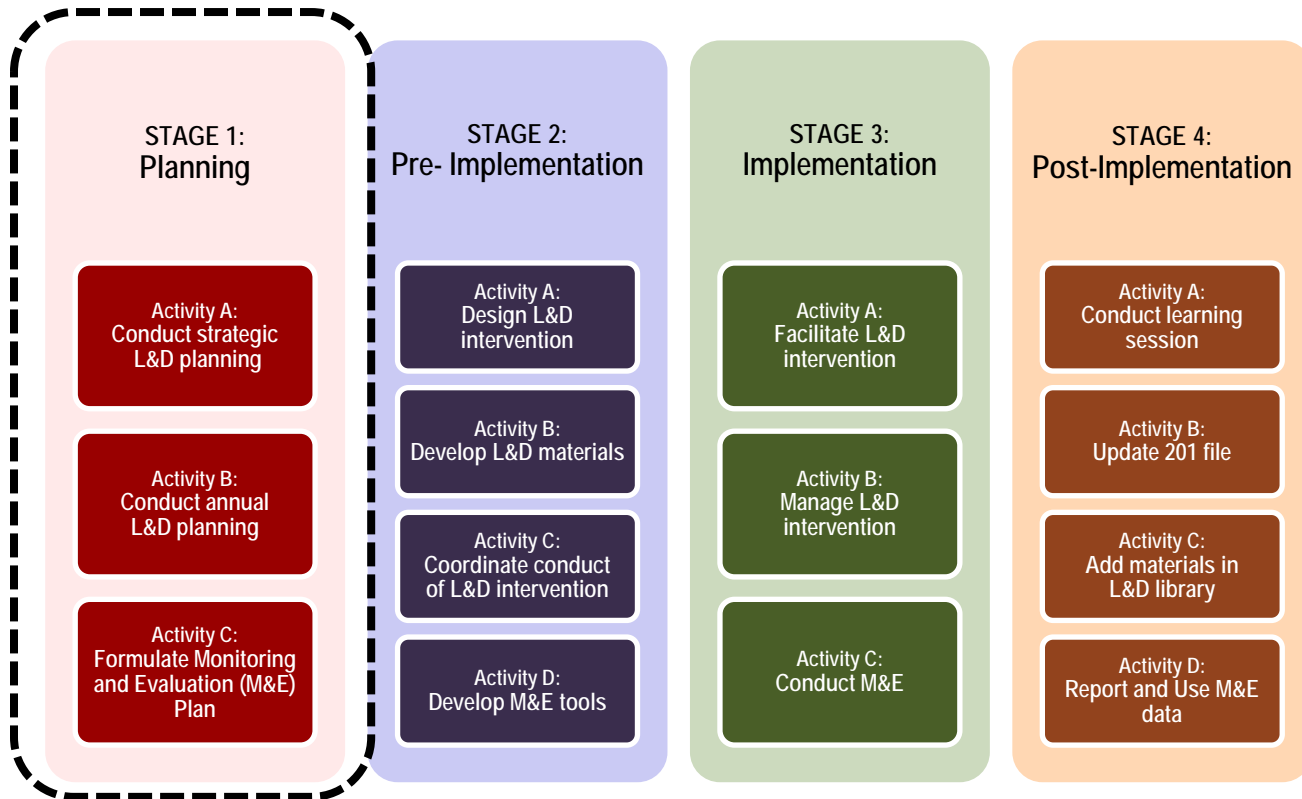 STAGE 1:
Planning
Activity A:
Conduct strategic
L&D planning
Activity B:
Conduct annual
L&D planning
Activity C:
Formulate Monitoring
and Evaluation (M&E)
Plan
STAGE 2:
Pre- Implementation
Activity A:
Design L&D
intervention
Activity B:
Develop L&D materials
Activity C:
Coordinate conduct
of L&D intervention
Activity D:
Develop M&E tools
STAGE 3:
Implementation
Activity A:
Facilitate L&D
intervention
Activity B:
Manage L&D
intervention
Activity C:
Conduct M&E
STAGE 4:
Post-Implementation
Activity A:
Conduct learning
session
Activity B:
Update 201 file
Activity C:
Add materials in
L&D library
Activity D:
Report and Use M&E
data